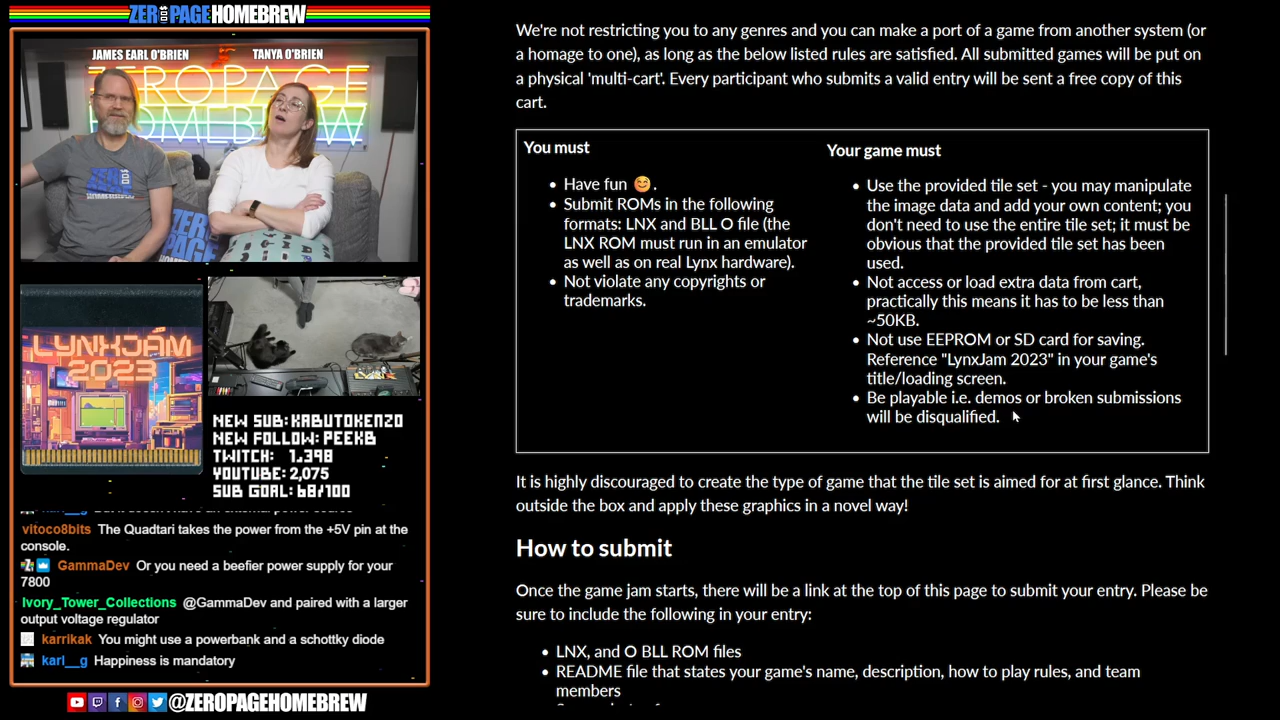 ZEROPAGE HOMEBREW
JAMES EARL O'BRIEN
TANYA O'BRIEN
ZEROPAGE
HOMEBREW
LYNXJAM
2023
NEW SUB: KABUTOKENZO
NEW FOLLOW: PEEKB
TWITCH: 1,398
YOUTUBE: 2,075
SUB GOAL: 68/100
vitoco8bits The Quadtari takes the power from the +5V pin at the
console.
GammaDev Or you need a beefier power supply for your
7800
Ivory_Tower_Collections @GammaDev and paired with a larger
output voltage regulator
karrikak You might use a powerbank and a schottky diode
karl__g Happiness is mandatory
@ZEROPAGEHOMEBREW
We're not restricting you to any genres and you can make a port of a game from another system (or
a homage to one), as long as the below listed rules are satisfied. All submitted games will be put on
a physical 'multi-cart'. Every participant who submits a valid entry will be sent a free copy of this
cart.
You must
• Have fun 😊.
• Submit ROMs in the following
formats: LNX and BLL O file (the
LNX ROM must run in an emulator
as well as on real Lynx hardware).
• Not violate any copyrights or
trademarks.
Your game must
• Use the provided tile set - you may manipulate
the image data and add your own content; you
don't need to use the entire tile set; it must be
obvious that the provided tile set has been
used.
• Not access or load extra data from cart,
practically this means it has to be less than
~50KB.
• Not use EEPROM or SD card for saving.
Reference "LynxJam 2023" in your game's
title/loading screen.
• Be playable i.e. demos or broken submissions
will be disqualified.
It is highly discouraged to create the type of game that the tile set is aimed for at first glance. Think
outside the box and apply these graphics in a novel way!
How to submit
Once the game jam starts, there will be a link at the top of this page to submit your entry. Please be
sure to include the following in your entry:
• LNX, and O BLL ROM files
• README file that states your game's name, description, how to play rules, and team
members